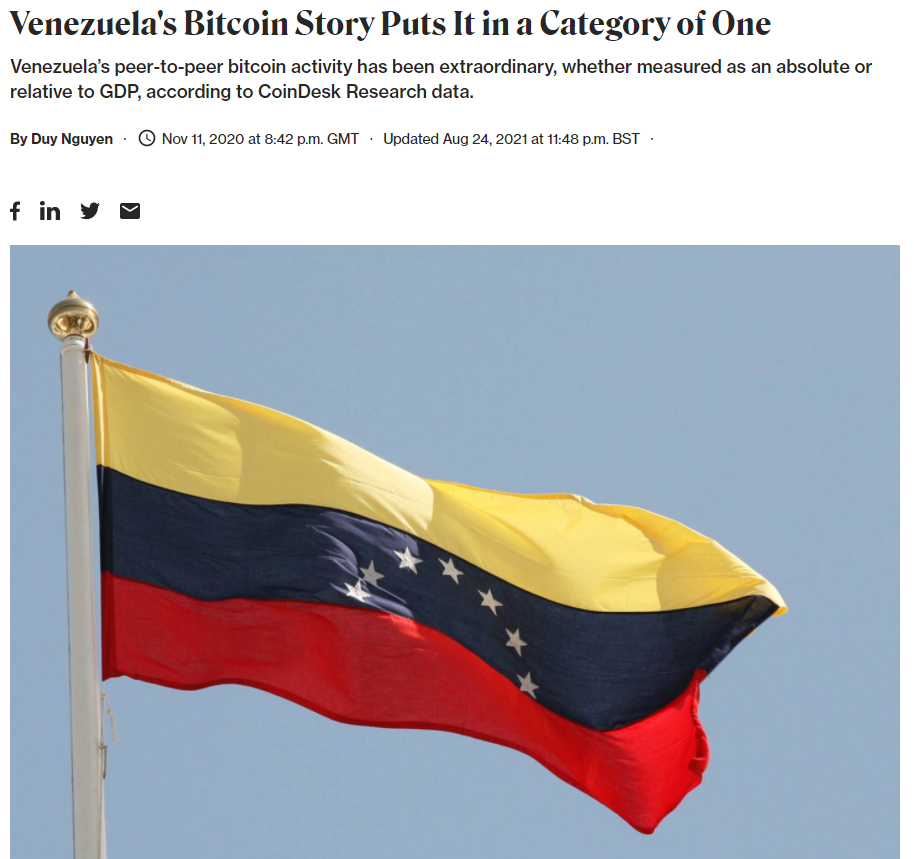 Venezuela's Bitcoin Story Puts It in a Category of One
Venezuela’s peer-to-peer bitcoin activity has been extraordinary, whether measured as an absolute or
relative to GDP, according to CoinDesk Research data.
By Duy Nguyen · Nov 11, 2020 at 8:42 p.m. GMT · Updated Aug 24, 2021 at 11:48 p.m. BST ·